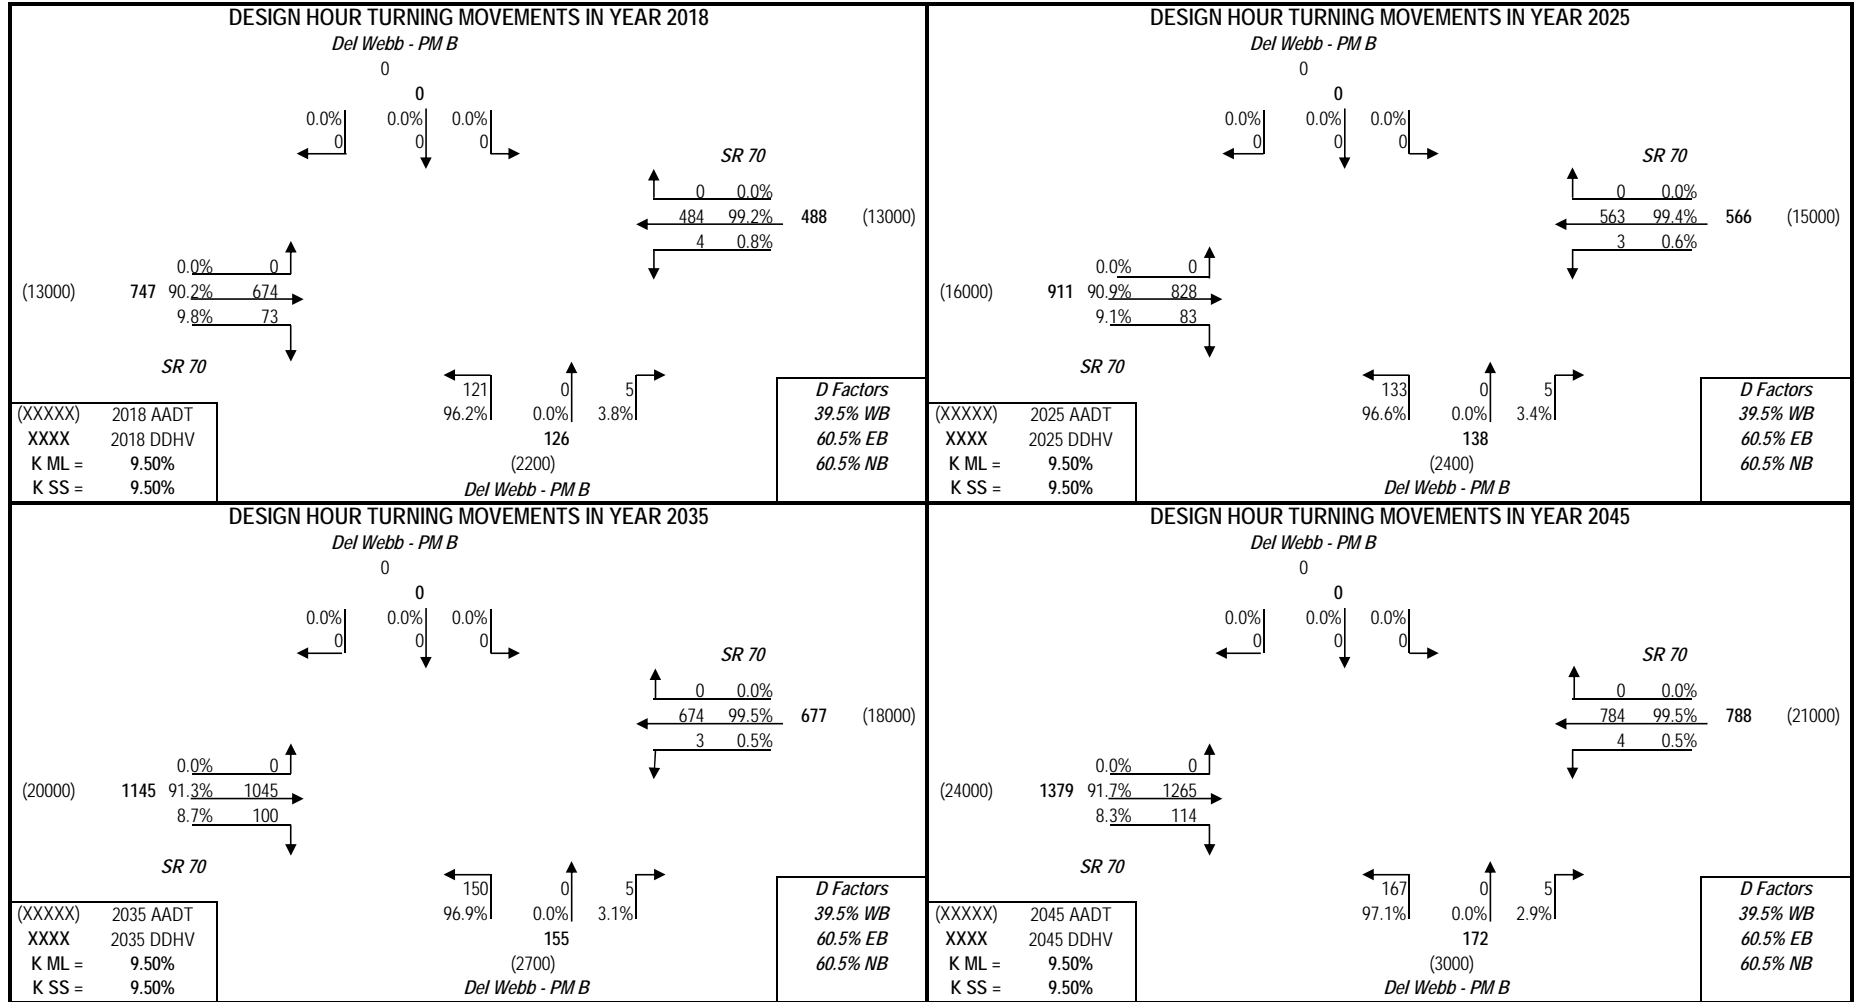 DESIGN HOUR TURNING MOVEMENTS IN YEAR 2018
Del Webb - PM B
0
0
0.0% 0.0% 0.0%
0 0 0
SR 70
0 0.0%
484 99.2% 488 (13000)
4 0.8%
0.0% 0
(13000) 747 90.2% 674
9.8% 73
SR 70
121 0 5
96.2% 0.0% 3.8%
126
(2200)
Del Webb - PM B
(XXXXX) 2018 AADT
XXXX 2018 DDHV
K ML = 9.50%
K SS = 9.50%
D Factors
39.5% WB
60.5% EB
60.5% NB
DESIGN HOUR TURNING MOVEMENTS IN YEAR 2025
Del Webb - PM B
0
0
0.0% 0.0% 0.0%
0 0 0
SR 70
0 0.0%
563 99.4% 566 (15000)
3 0.6%
0.0% 0
(16000) 911 90.9% 828
9.1% 83
SR 70
133 0 5
96.6% 0.0% 3.4%
138
(2400)
Del Webb - PM B
(XXXXX) 2025 AADT
XXXX 2025 DDHV
K ML = 9.50%
K SS = 9.50%
D Factors
39.5% WB
60.5% EB
60.5% NB
DESIGN HOUR TURNING MOVEMENTS IN YEAR 2035
Del Webb - PM B
0
0
0.0% 0.0% 0.0%
0 0 0
SR 70
0 0.0%
674 99.5% 677 (18000)
3 0.5%
0.0% 0
(20000) 1145 91.3% 1045
8.7% 100
SR 70
150 0 5
96.9% 0.0% 3.1%
155
(2700)
Del Webb - PM B
(XXXXX) 2035 AADT
XXXX 2035 DDHV
K ML = 9.50%
K SS = 9.50%
D Factors
39.5% WB
60.5% EB
60.5% NB
DESIGN HOUR TURNING MOVEMENTS IN YEAR 2045
Del Webb - PM B
0
0
0.0% 0.0% 0.0%
0 0 0
SR 70
0 0.0%
784 99.5% 788 (21000)
4 0.5%
0.0% 0
(24000) 1379 91.7% 1265
8.3% 114
SR 70
167 0 5
97.1% 0.0% 2.9%
172
(3000)
Del Webb - PM B
(XXXXX) 2045 AADT
XXXX 2045 DDHV
K ML = 9.50%
K SS = 9.50%
D Factors
39.5% WB
60.5% EB
60.5% NB